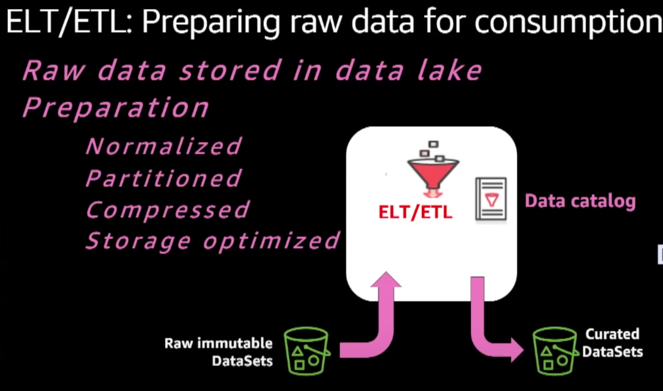 ELT/ETL: Preparing raw data for consumption
Raw data stored in data lake
Preparation
Normalized
Partitioned
Compressed
Storage optimized
ELT/ETL
Data catalog
Raw immutable
DataSets
Curated
DataSets